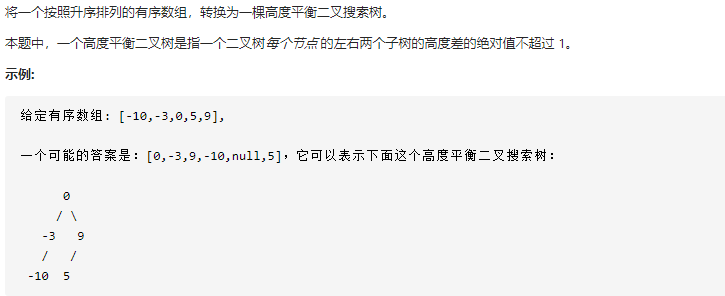 将一个按照升序排列的有序数组，转换为一棵高度平衡二叉搜索树。
本题中，一个高度平衡二叉树是指一个二叉树每个节点的左右两个子树的高度差的绝对值不超过 1。
示例:
给定有序数组: [-10,-3,0,5,9],
一个可能的答案是：[0,-3,9,-10,null,5]，它可以表示下面这个高度平衡二叉搜索树：
0
/ \
-3 9
/ /
-10 5